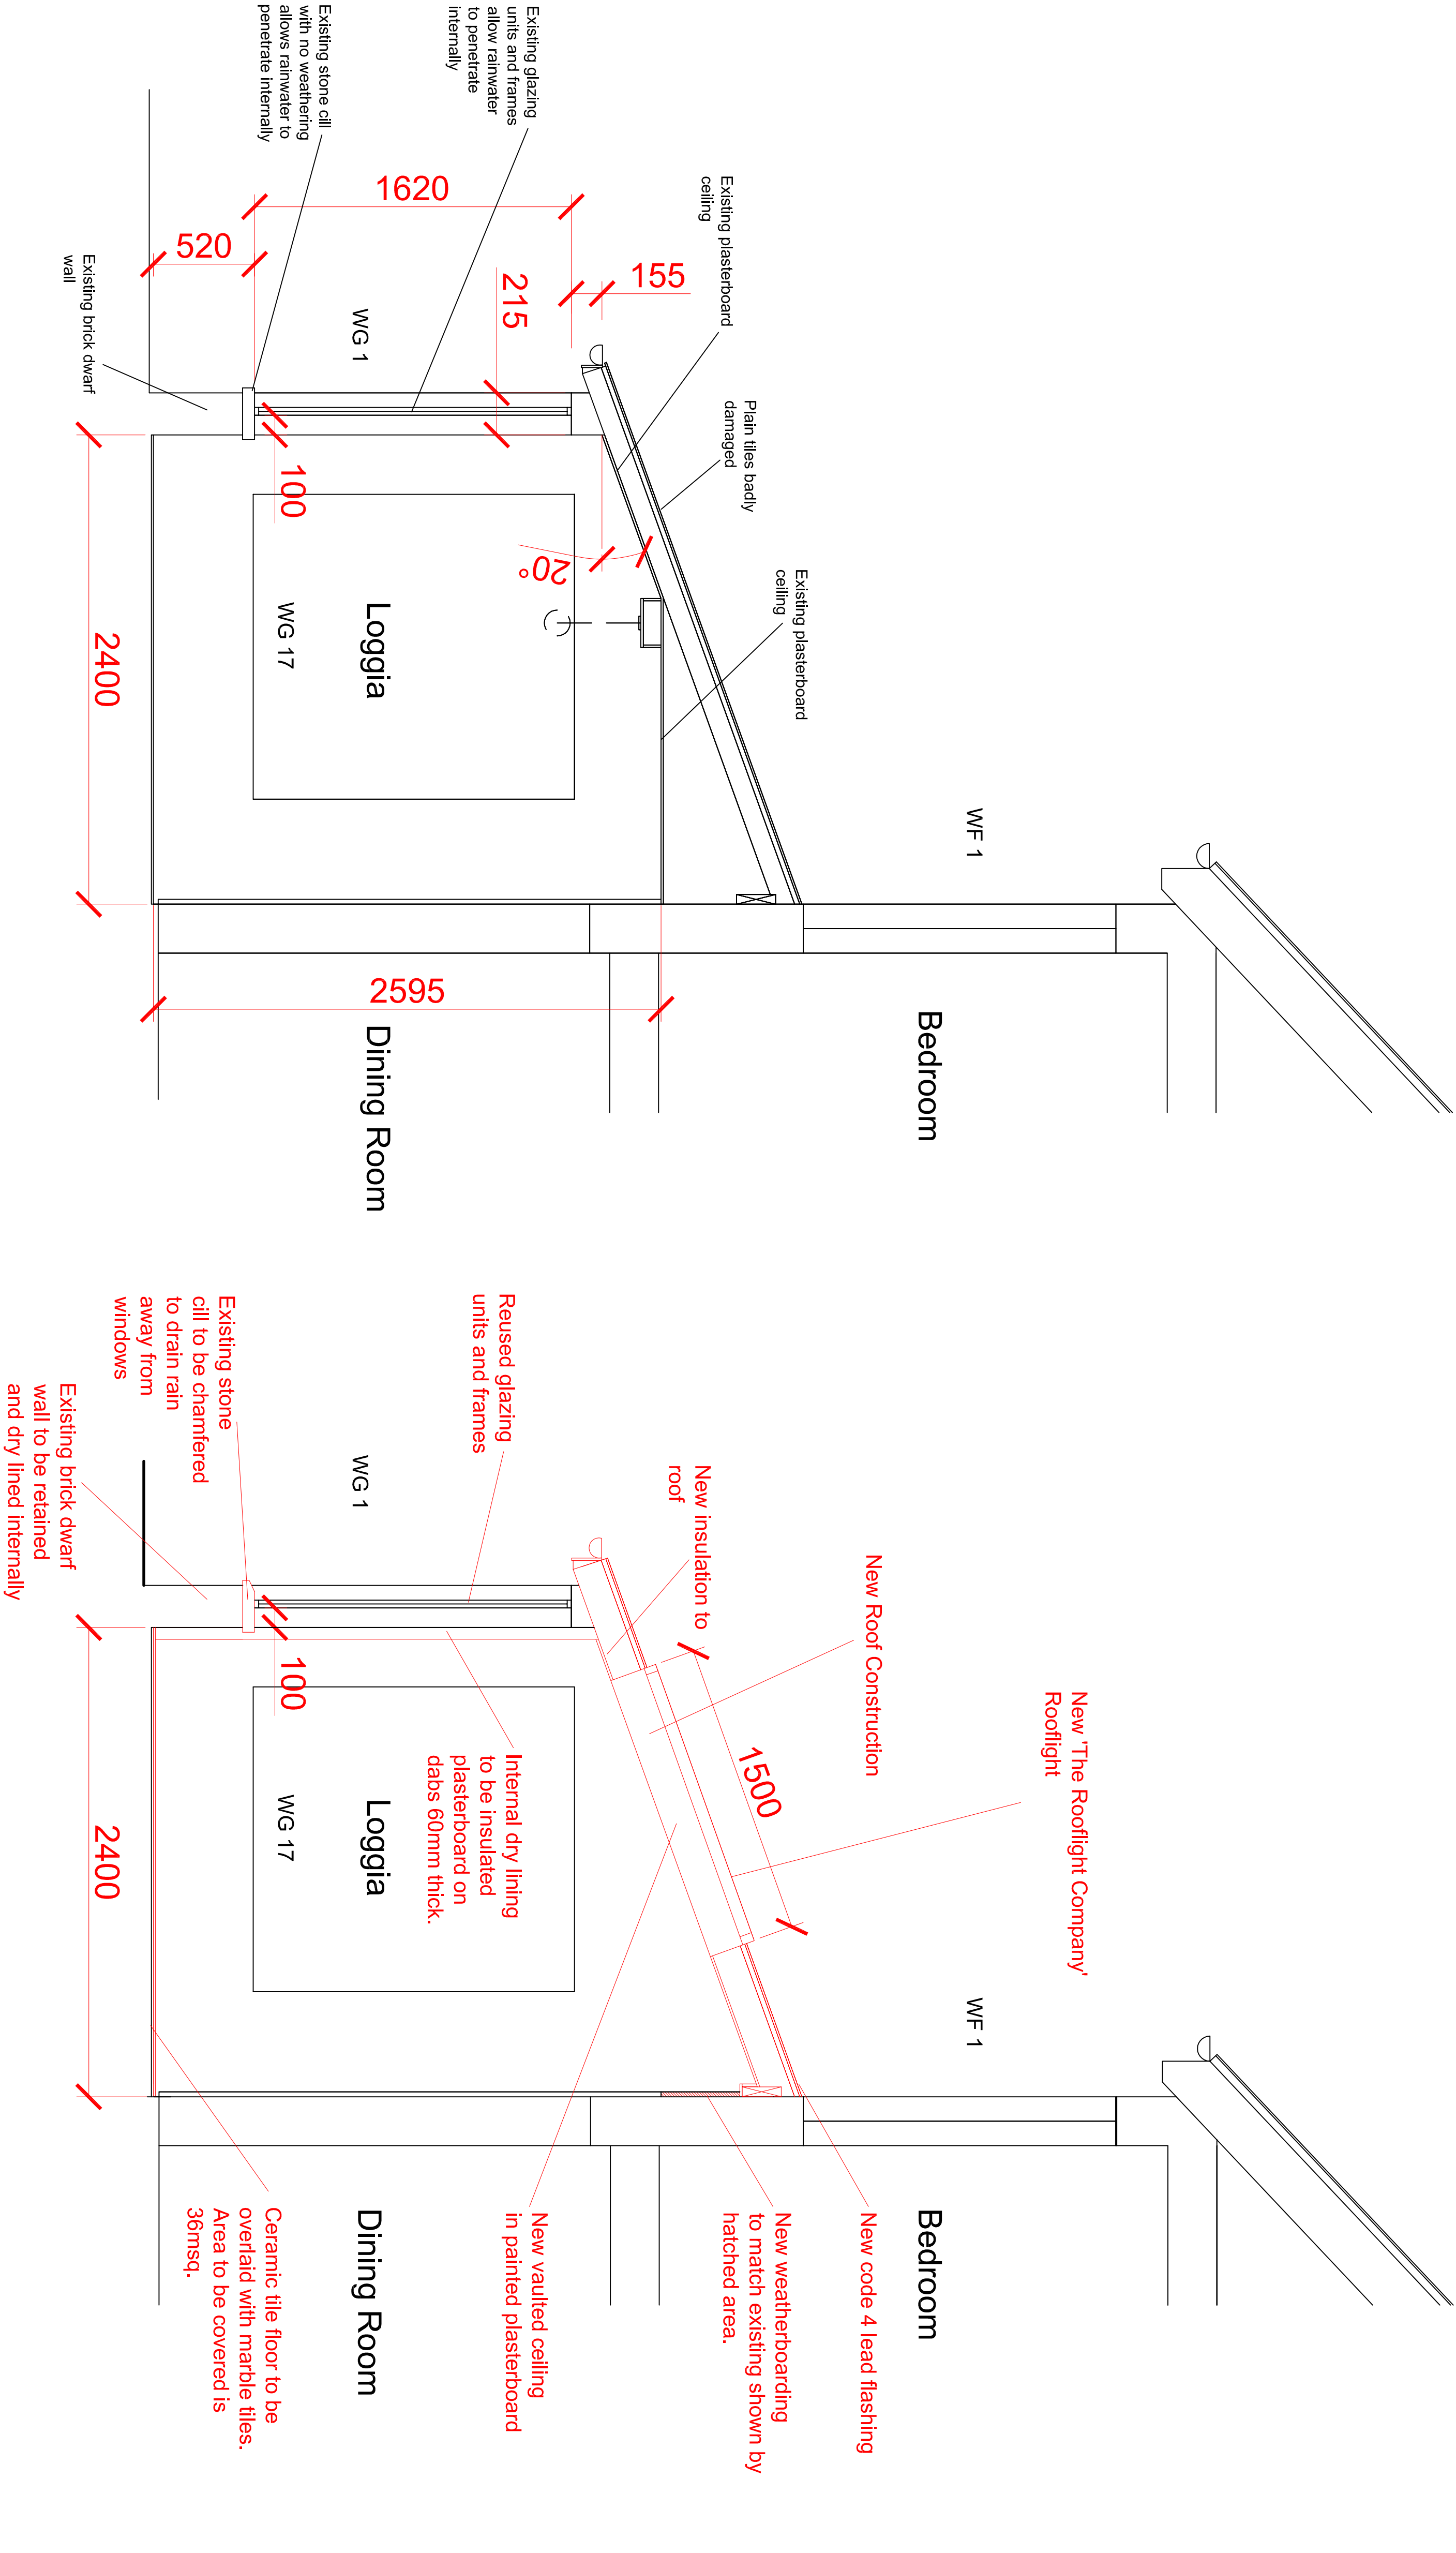 Existing glazing
units and frames
allow rainwater
to penetrate
internally
Existing stone cill
with no weathering
allows rainwater to
penetrate internally
Existing plasterboard
ceiling
Existing brick dwarf
wall
Plain tiles badly
damaged
Existing plasterboard
ceiling
1620
520
155
215
100
20°
2400
2595
WG 1
WG 17
Loggia
WF 1
Bedroom
Dining Room
Existing stone
cill to be chamfered
to drain rain
away from
windows
Reused glazing
units and frames
Existing brick dwarf
wall to be retained
and dry lined internally
WG 1
New insulation to
roof
New Roof Construction
New 'The Rooflight Company'
Rooflight
1500
100
Internal dry lining
to be insulated
plasterboard on
dabs 60mm thick.
Loggia
WG 17
2400
WF 1
Bedroom
Dining Room
New code 4 lead flashing
New weatherboarding
to match existing shown by
hatched area.
New vaulted ceiling
in painted plasterboard
Ceramic tile floor to be
overlaid with marble tiles.
Area to be covered is
36msq.